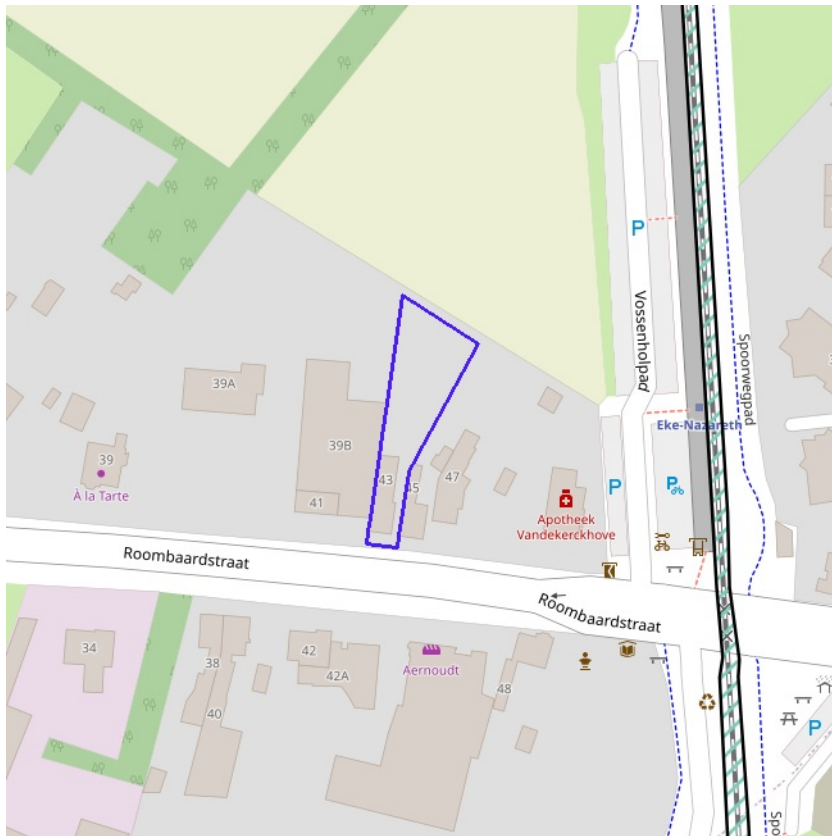 P
Vossenholpad
Spoorwegpad
39A
Eke-Nazareth
39B
39
À la Tarte
43
45
47
41
P
P
Apotheek
Vandekerckhove
Roombaardstraat
Roombaardstraat
34
38
42
42A
Aernoudt
40
48
P
Spo